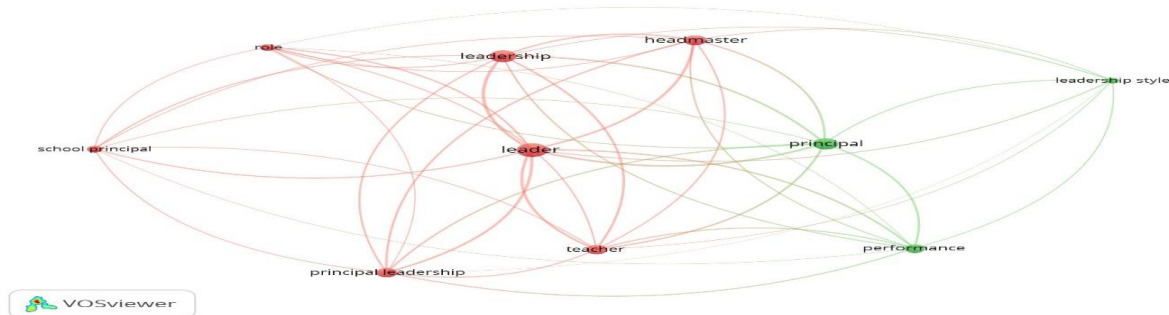 role
headmaster
leadership
leadership style
school principal
leader
principal
teacher
performance
principal leadership
VOSviewer